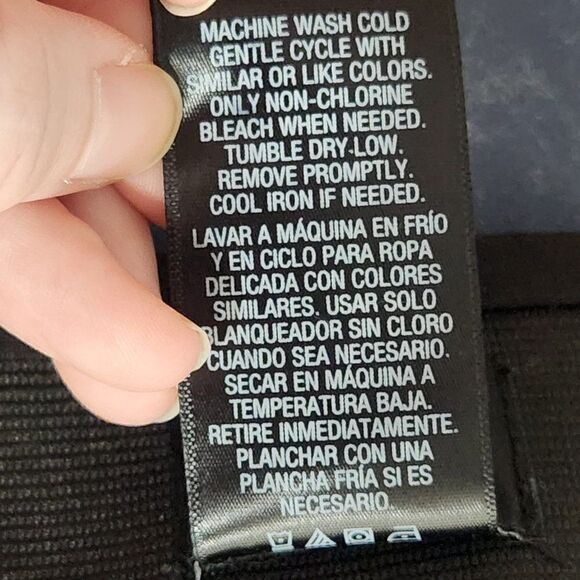 MACHINE WASH COLD
GENTLE CYCLE WITH
SIMILAR OR LIKE COLORS.
ONLY NON-CHLORINE
BLEACH WHEN NEEDED.
TUMBLE DRY-LOW.
REMOVE PROMPTLY.
COOL IRON IF NEEDED.
LAVAR A MÁQUINA EN FRÍO
Y EN CICLO PARA ROPA
DELICADA CON COLORES
SIMILARES. USAR SOLO
BLANQUEADOR SIN CLORO
CUANDO SEA NECESARIO.
SECAR EN MÁQUINA A
TEMPERATURA BAJA.
RETIRE INMEDIATAMENTE.
PLANCHAR CON UNA
PLANCHA FRÍA SI ES
NECESARIO.